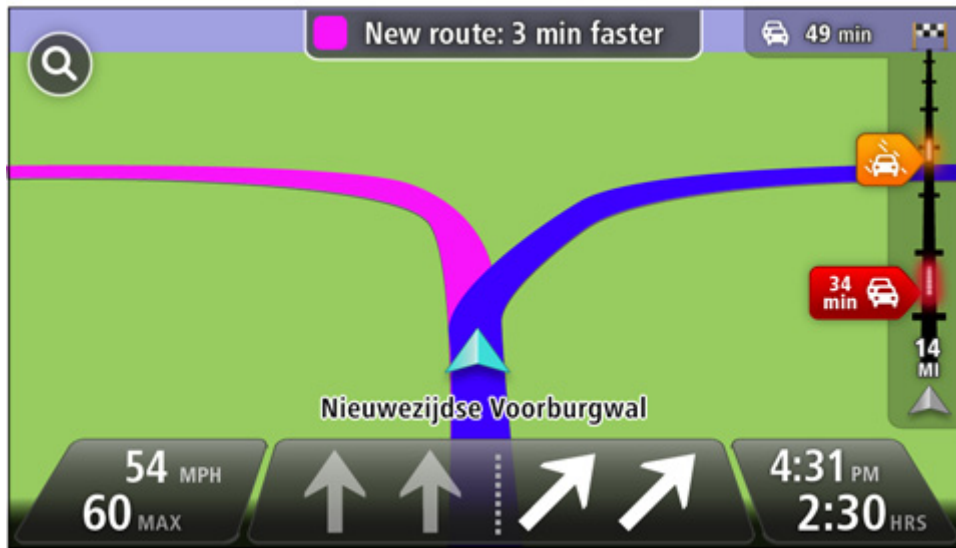 New route: 3 min faster
49 min
34
min
14
MI
Nieuwezijdse Voorburgwal
54 MPH
60 MAX
4:31 PM
2:30 HRS